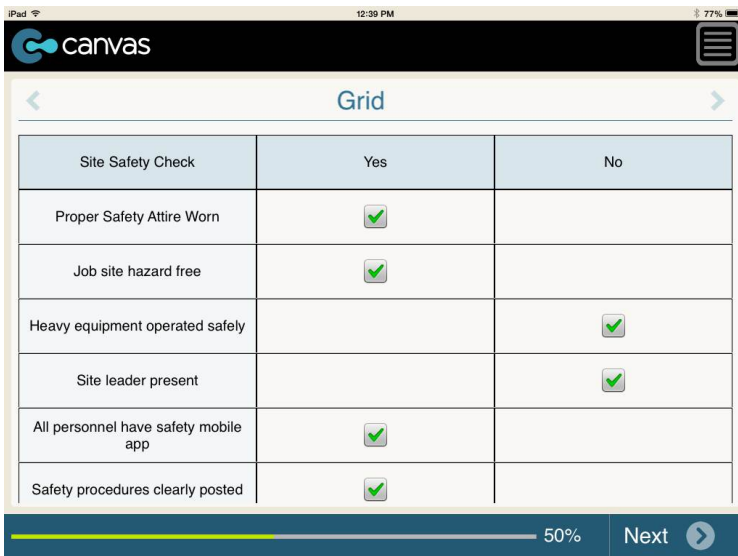 iPad 12:39 PM 77%
canvas
Grid
Site Safety Check Yes No
Proper Safety Attire Worn
Job site hazard free
Heavy equipment operated safely
Site leader present
All personnel have safety mobile
app
Safety procedures clearly posted
50% Next